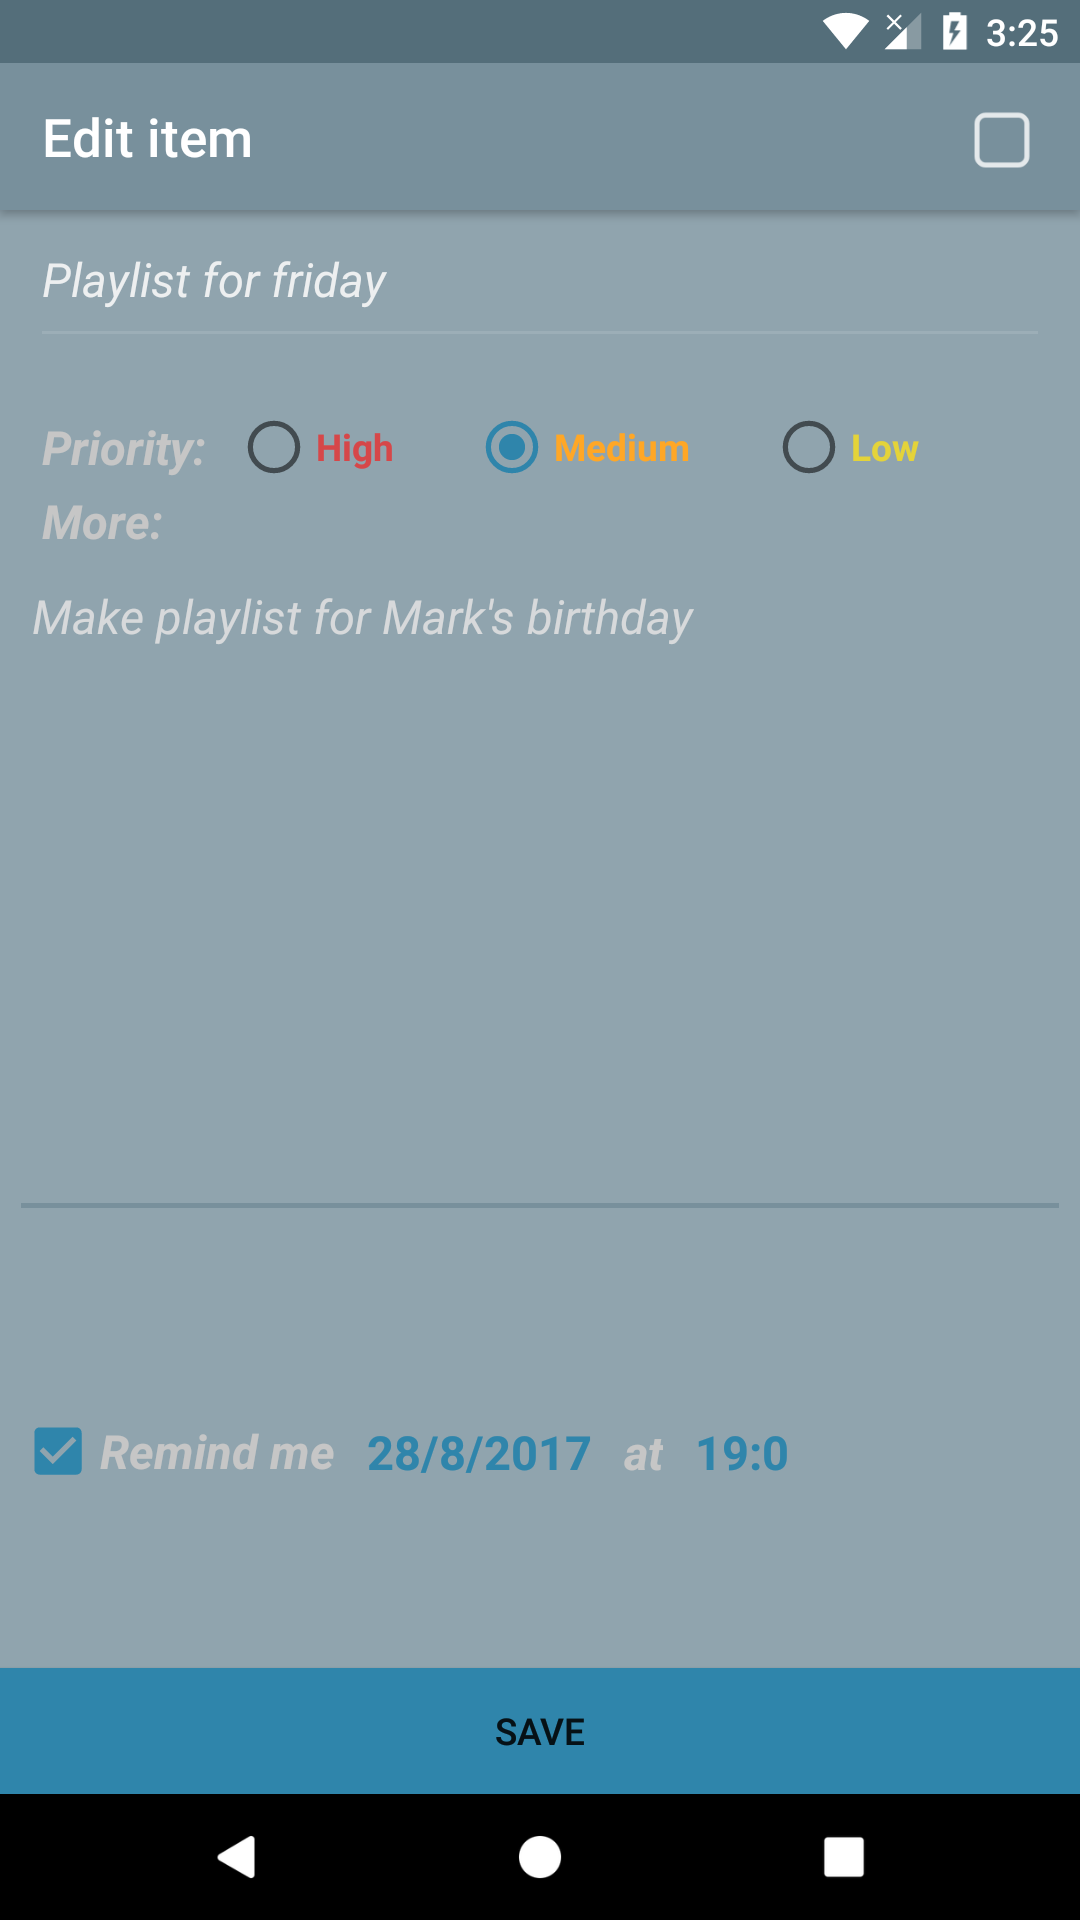 3:25
Edit item
Playlist for friday
Priority: High Medium Low
More:
Make playlist for Mark's birthday
Remind me 28/8/2017 at 19:0
SAVE